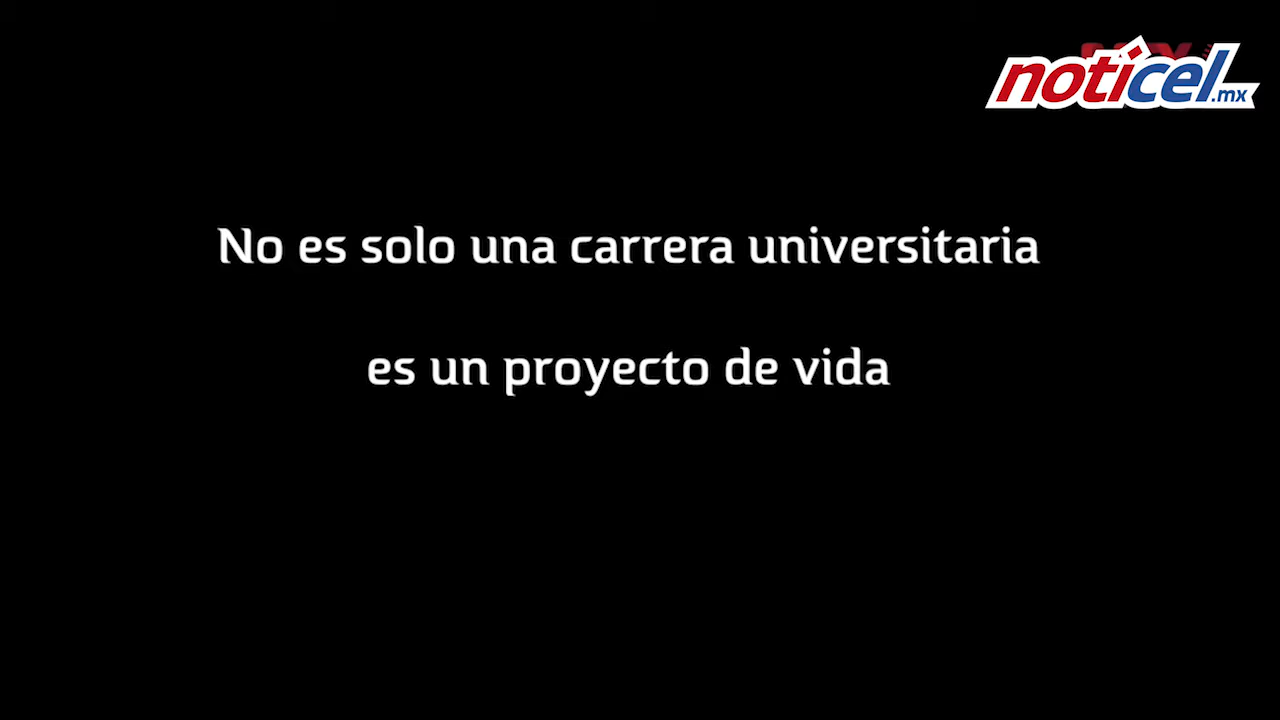 noticel.mx
No es solo una carrera universitaria
es un proyecto de vida